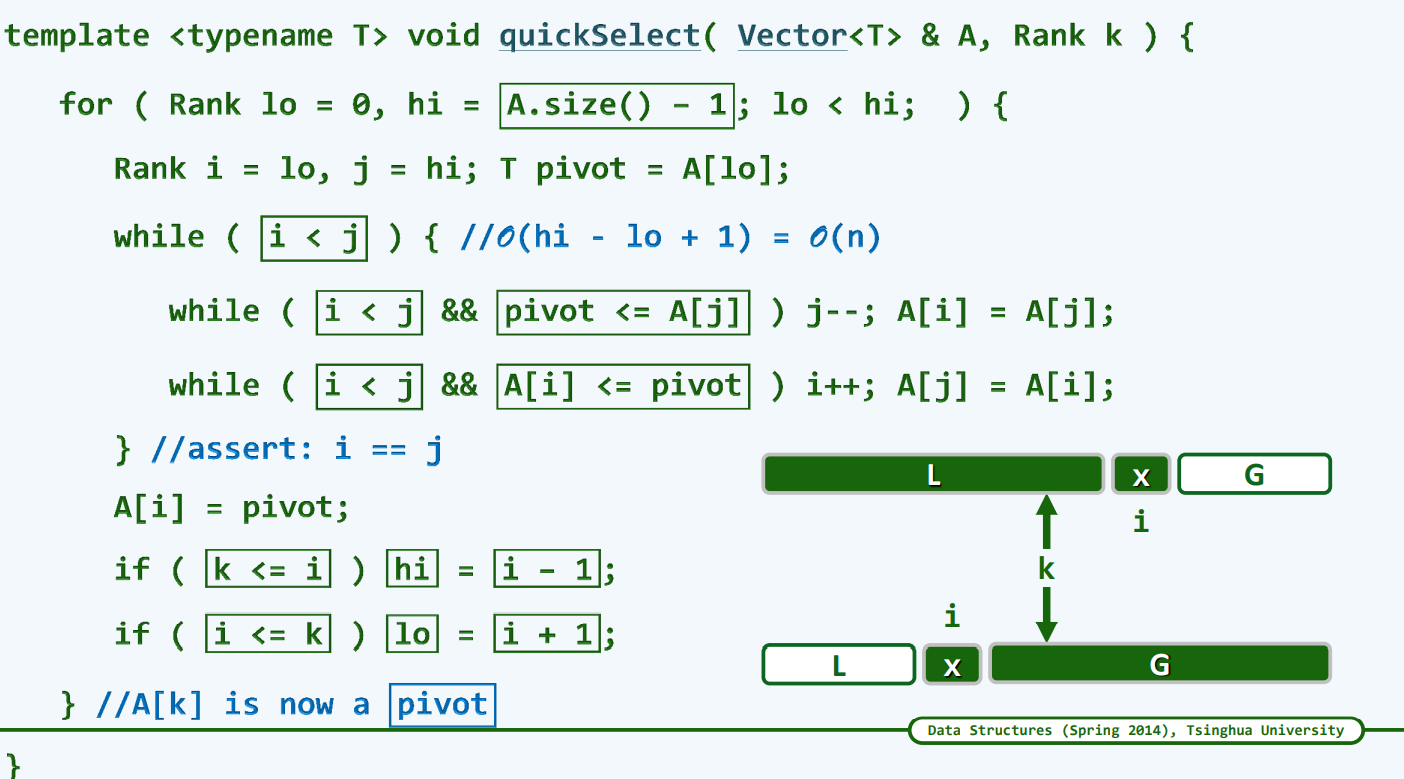 template <typename T> void quickSelect( Vector<T> & A, Rank k ) {
for ( Rank lo = 0, hi = A.size() – 1; lo < hi;  ) {
Rank i = lo, j = hi; T pivot = A[lo];
while ( i < j ) { //𝒪(hi - lo + 1) = 𝒪(n)
while ( i < j && pivot <= A[j] ) j--; A[i] = A[j];
while ( i < j && A[i] <= pivot ) i++; A[j] = A[i];
} //assert: i == j
A[i] = pivot;
if ( k <= i ) hi = i – 1;
if ( i <= k ) lo = i + 1;
} //A[k] is now a pivot
}
L x G
i
k
i
L x G
Data Structures (Spring 2014), Tsinghua University